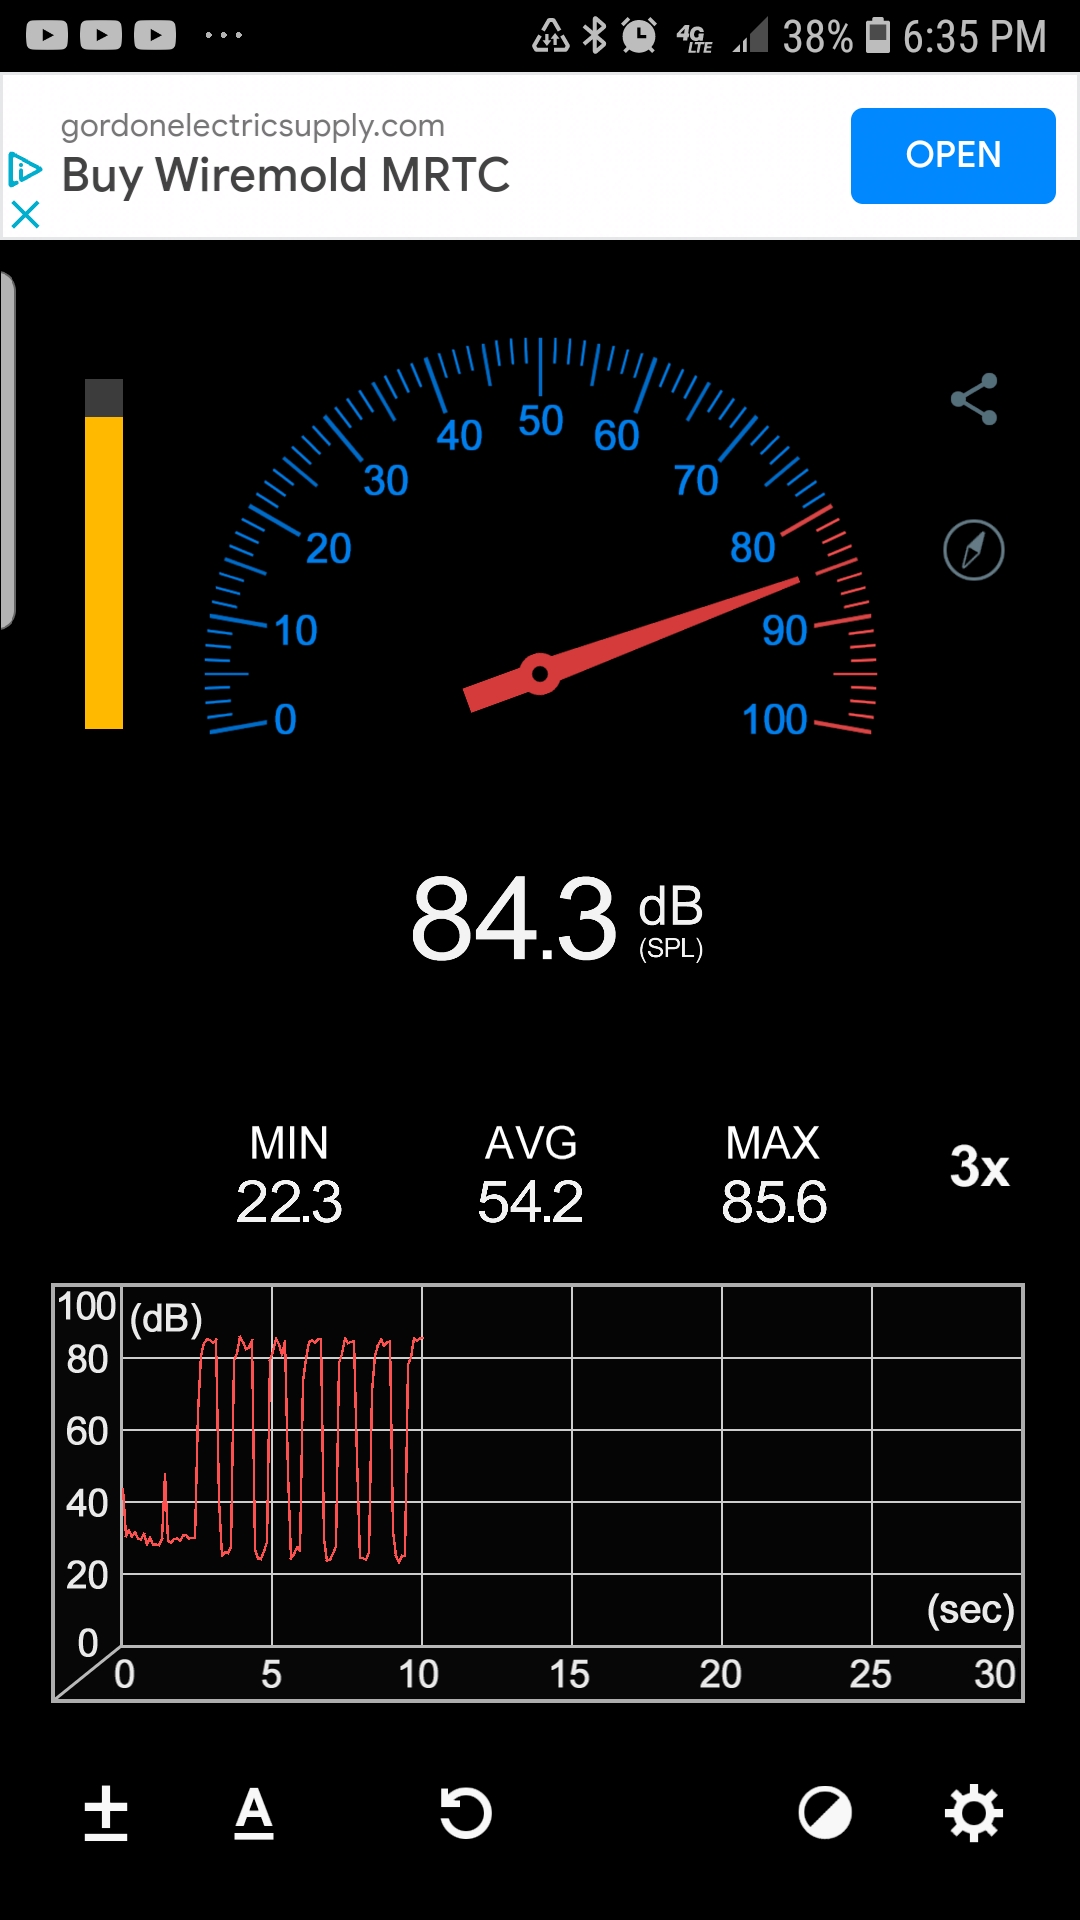 4G LTE 38% 6:35 PM
gordonelectricsupply.com
Buy Wiremold MRTC
OPEN
0 10 20 30 40 50 60 70 80 90 100
84.3 dB
(SPL)
MIN AVG MAX
22.3 54.2 85.6
3x
100 (dB)
80
60
40
20
(sec)
0
0 5 10 15 20 25 30
A